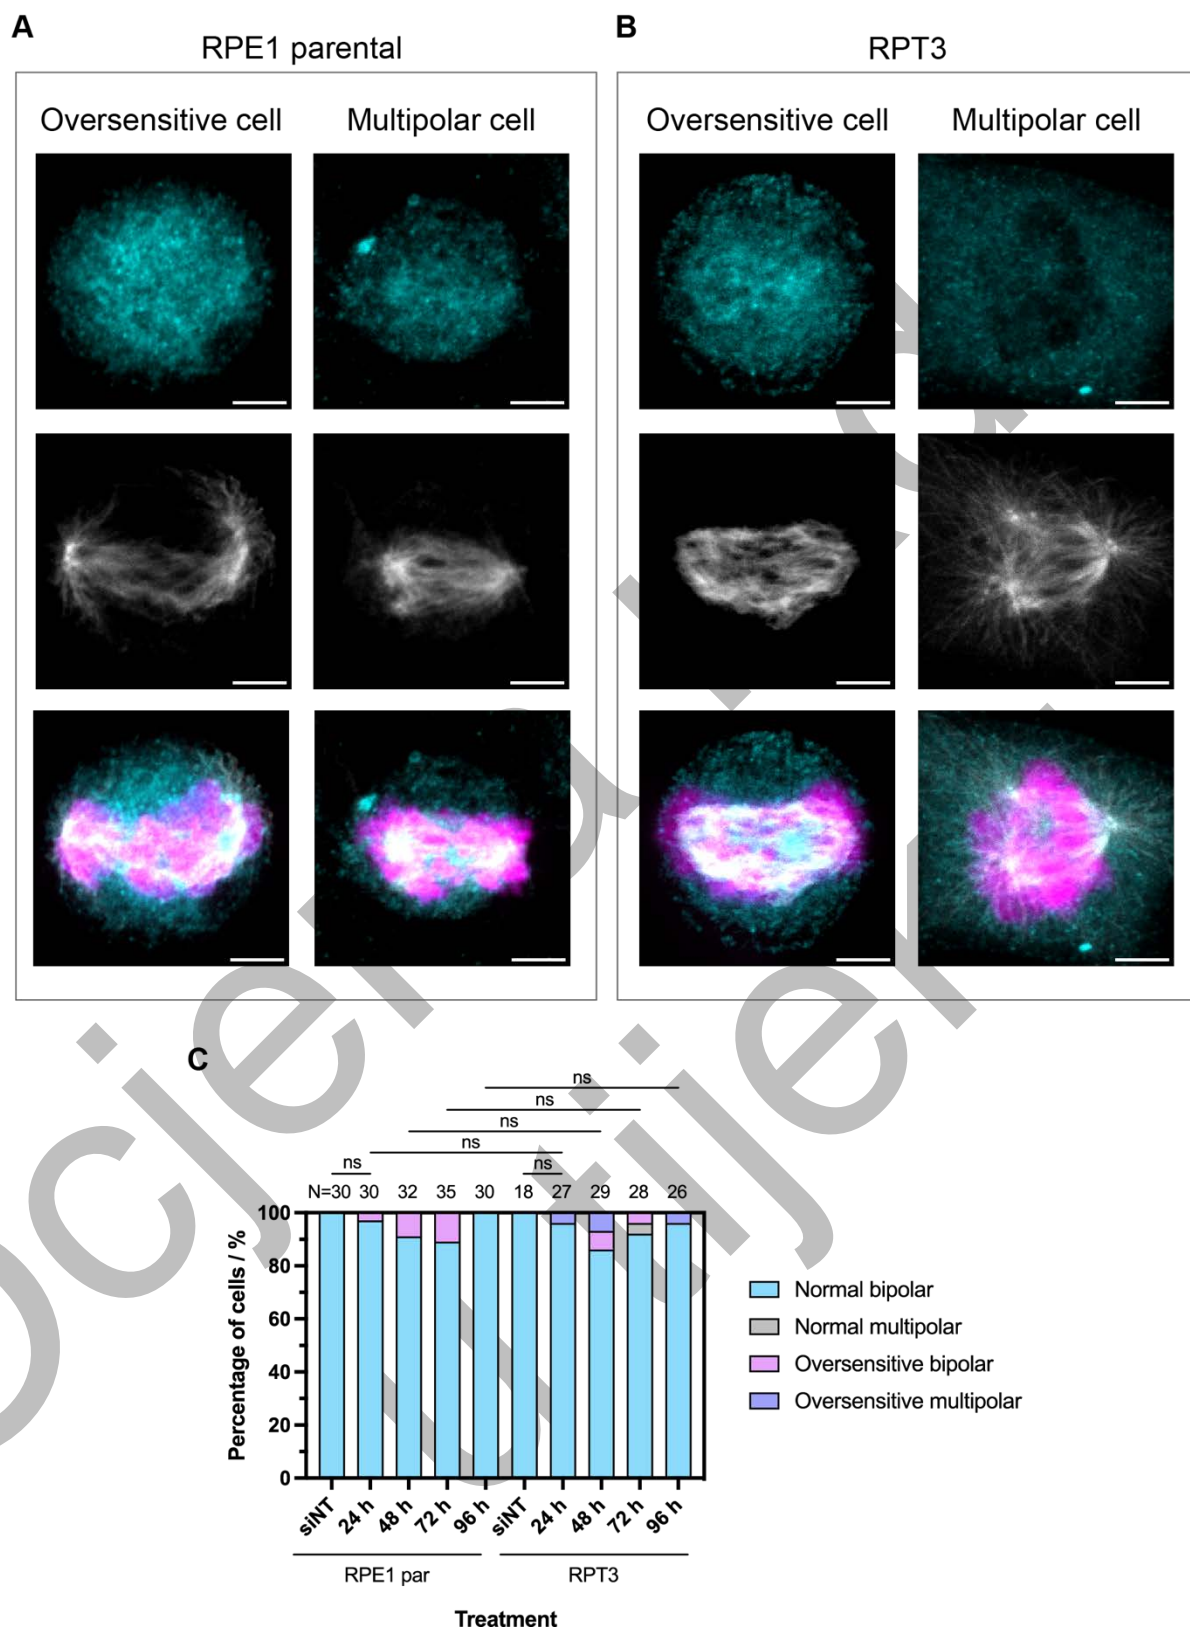 A
B
RPE1 parental
RPT3
Oversensitive cell
Multipolar cell
Oversensitive cell
Multipolar cell
C
ns
ns
ns
ns
ns
ns
N=30 30 32 35 30 18 27 29 28 26
100
80
60
40
20
0
Percentage of cells / %
siNT
24 h
48 h
72 h
96 h
siNT
24 h
48 h
72 h
96 h
RPE1 par
RPT3
Treatment
Normal bipolar
Normal multipolar
Oversensitive bipolar
Oversensitive multipolar